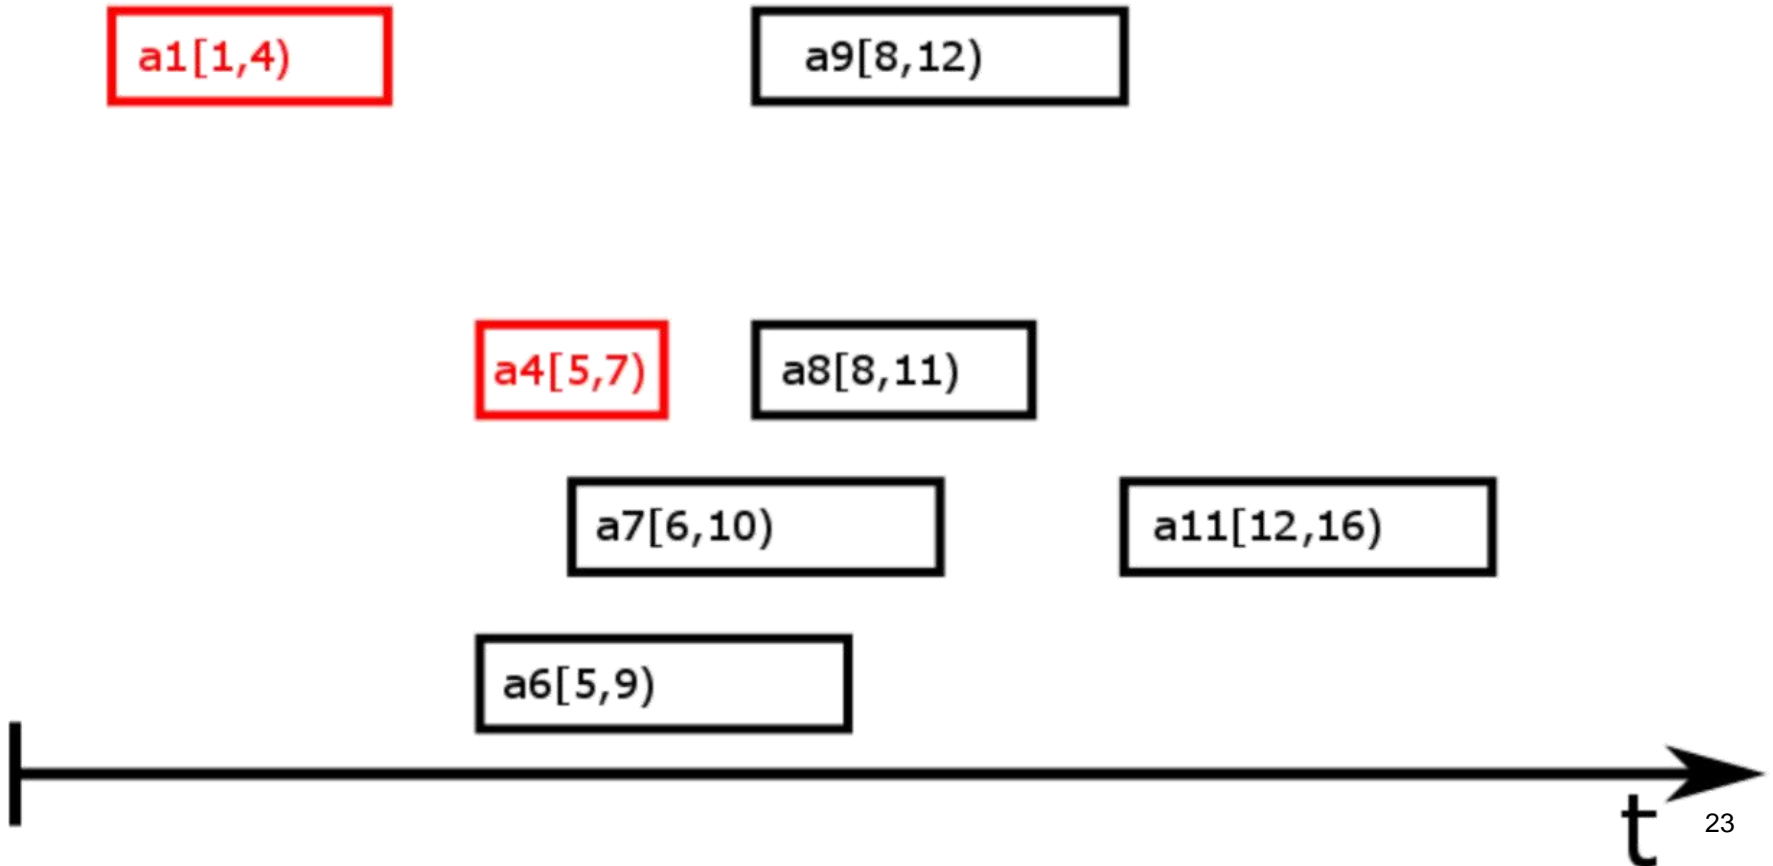 a1[1,4)
a9[8,12)
a4[5,7)
a8[8,11)
a7[6,10)
a11[12,16)
a6[5,9)
t
23